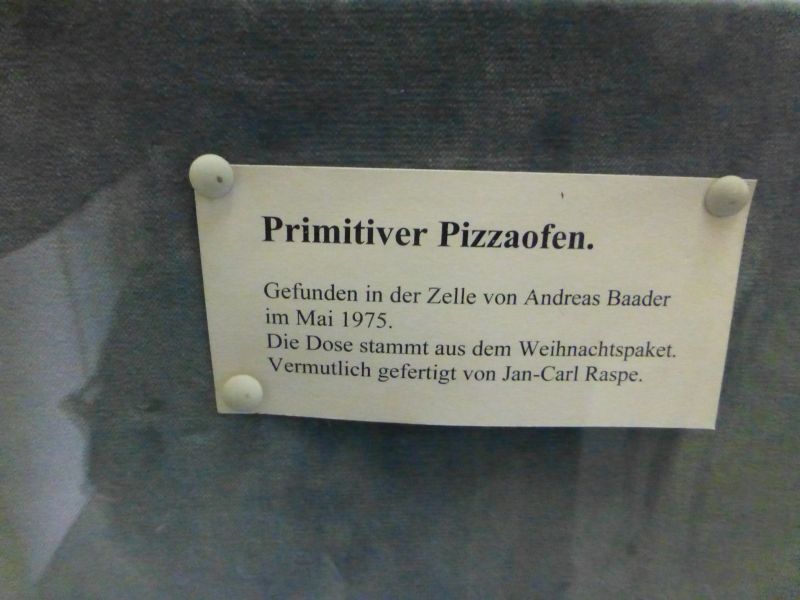 Primitiver Pizzaofen.
Gefunden in der Zelle von Andreas Baader
im Mai 1975.
Die Dose stammt aus dem Weihnachtspaket.
Vermutlich gefertigt von Jan-Carl Raspe.